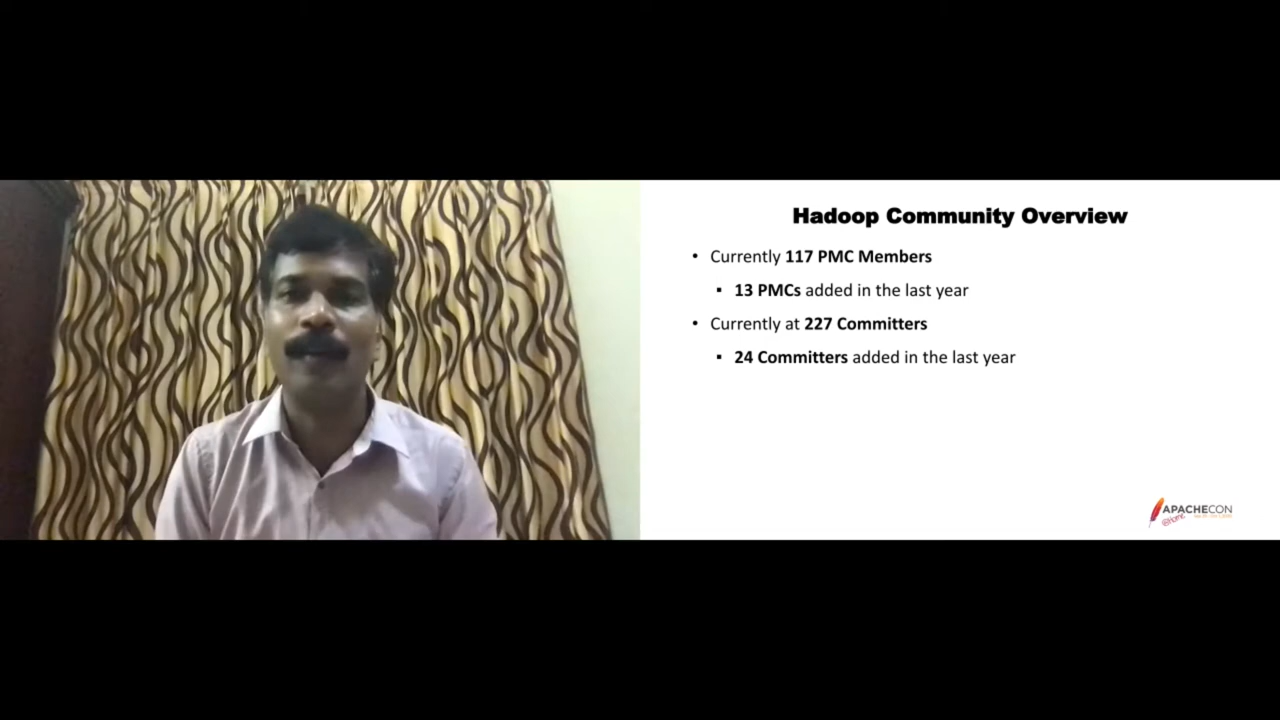 Hadoop Community Overview
• Currently 117 PMC Members
▪ 13 PMCs added in the last year
• Currently at 227 Committers
▪ 24 Committers added in the last year
APACHECON
@Home